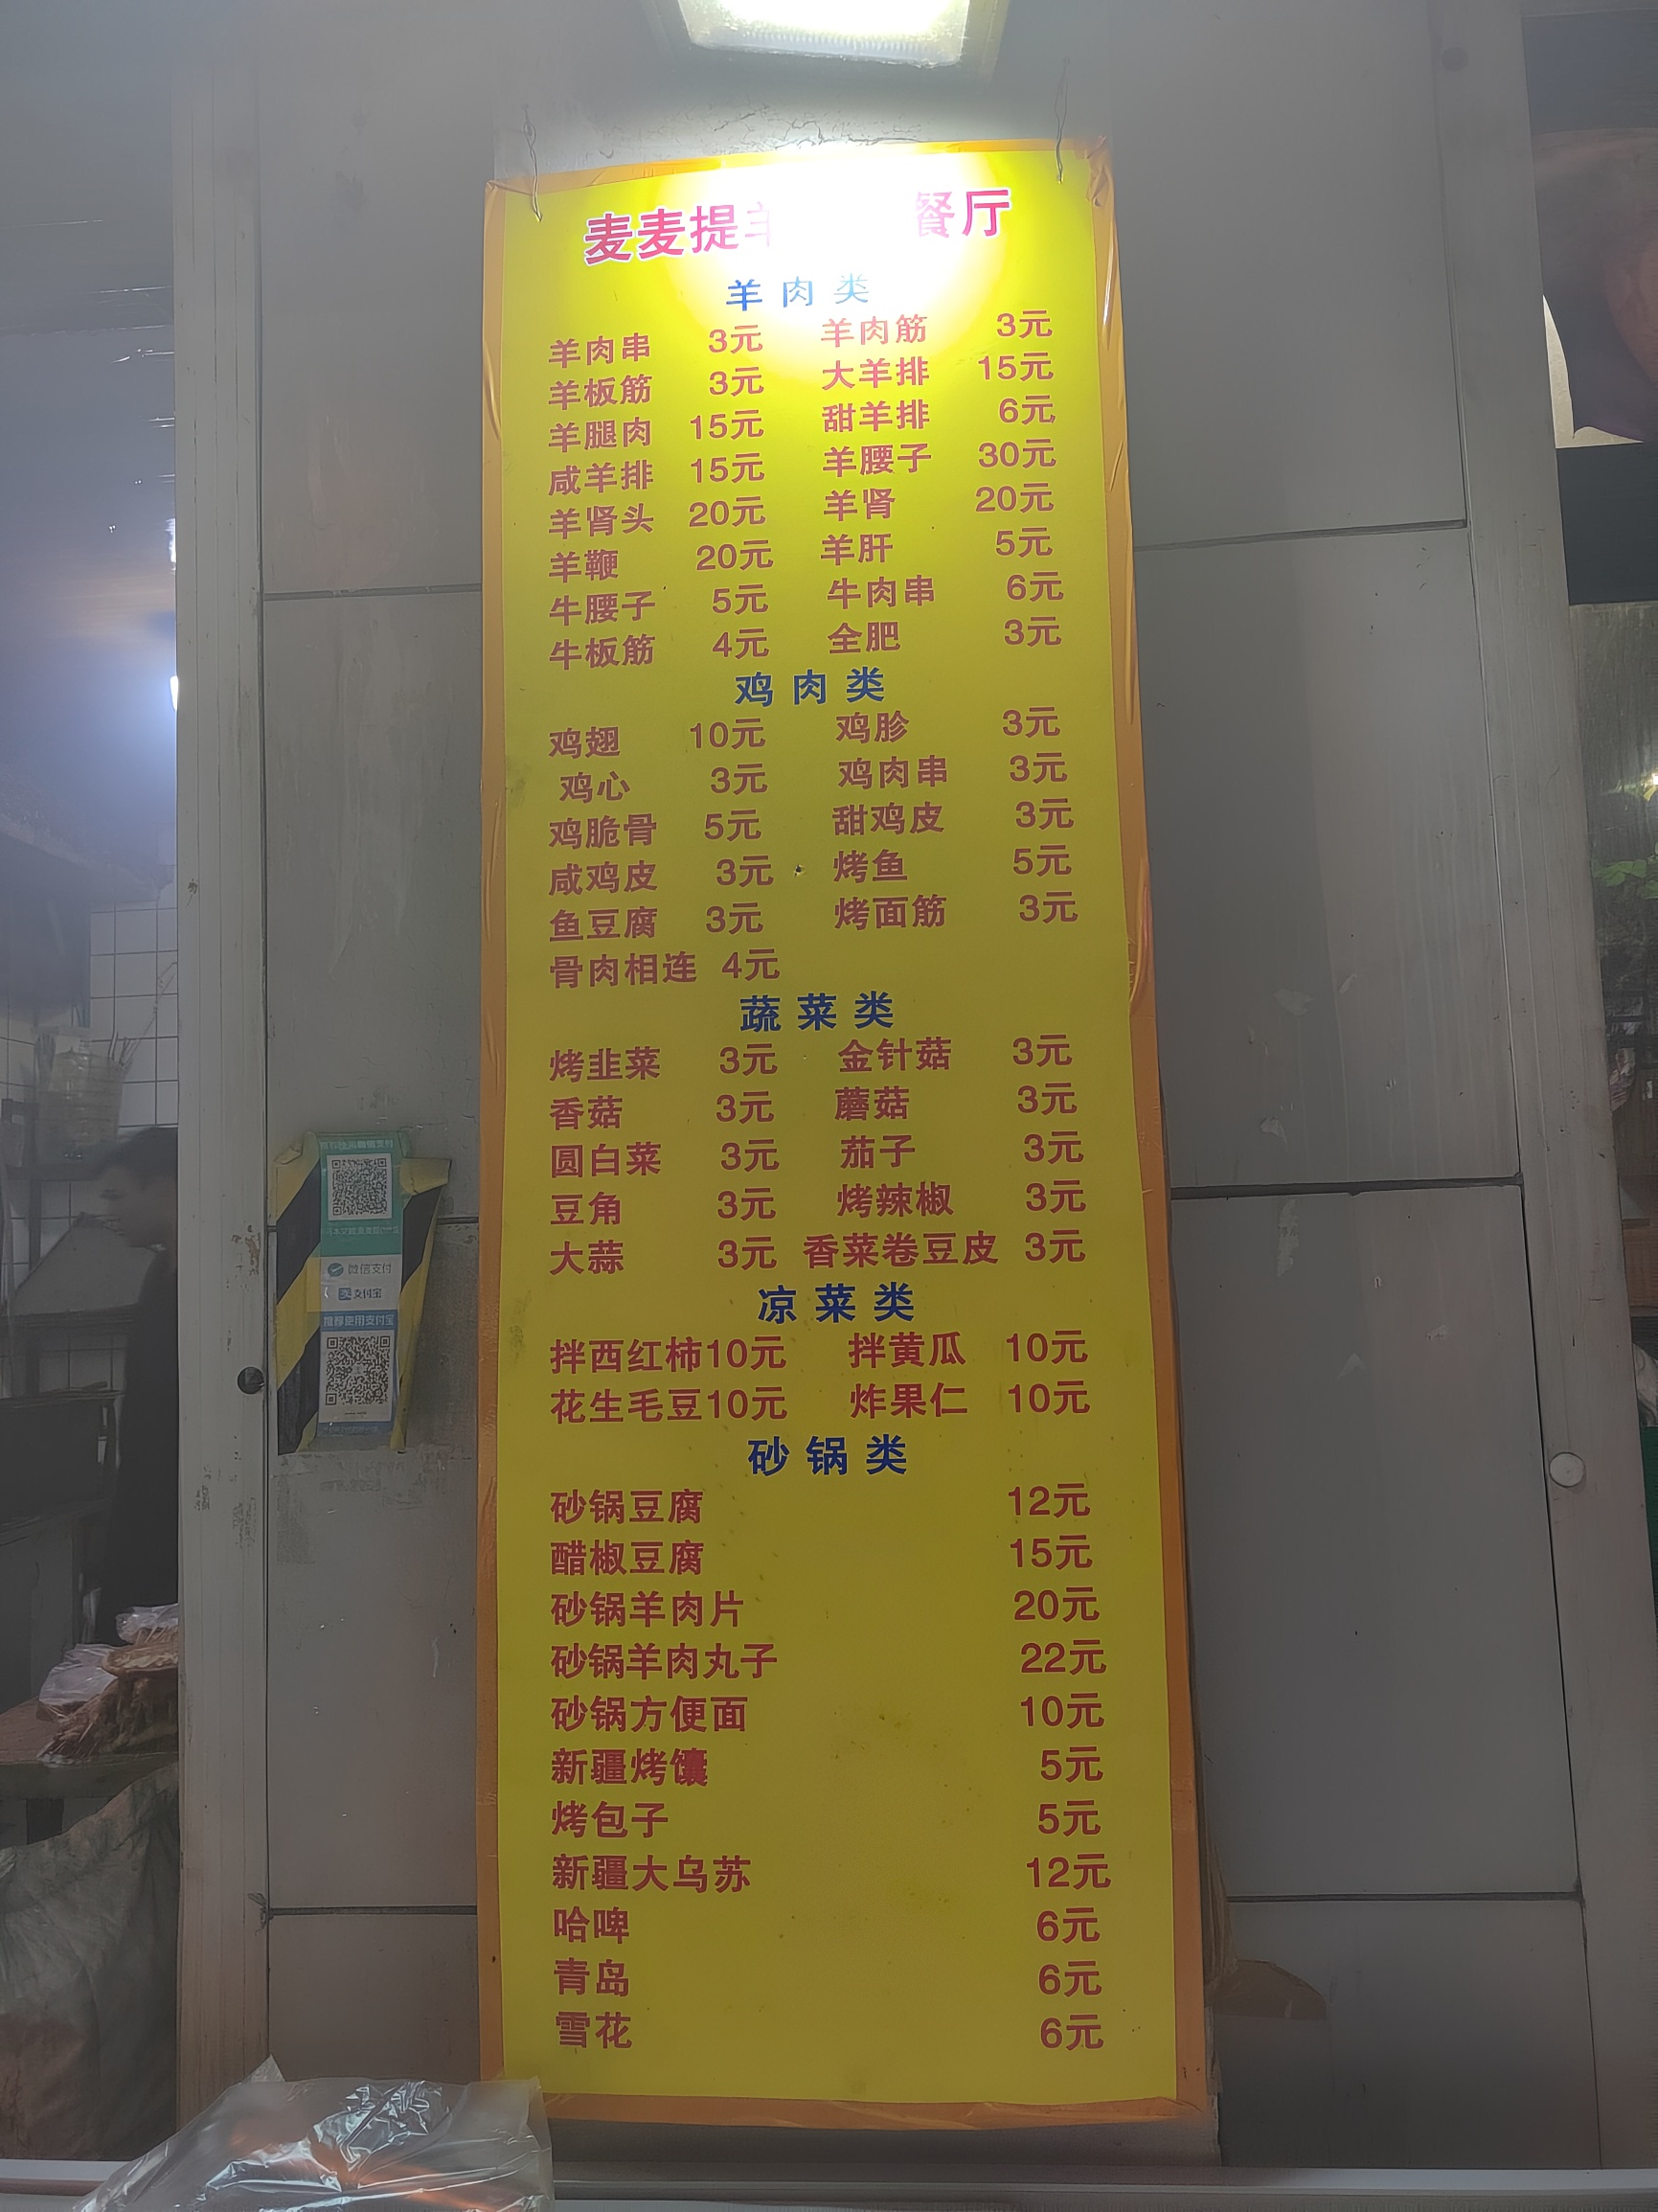 麦麦提 餐厅
羊肉类
羊肉串 3元 羊肉筋 3元
羊板筋 3元 大羊排 15元
羊腿肉 15元 甜羊排 6元
咸羊排 15元 羊腰子 30元
羊肾头 20元 羊肾 20元
羊鞭 20元 羊肝 5元
牛腰子 5元 牛肉串 6元
牛板筋 4元 全肥 3元
鸡肉类
鸡翅 10元 鸡胗 3元
鸡心 3元 鸡肉串 3元
鸡脆骨 5元 甜鸡皮 3元
咸鸡皮 3元 烤鱼 5元
鱼豆腐 3元 烤面筋 3元
骨肉相连 4元
蔬菜类
烤韭菜 3元 金针菇 3元
香菇 3元 蘑菇 3元
圆白菜 3元 茄子 3元
豆角 3元 烤辣椒 3元
大蒜 3元 香菜卷豆皮 3元
凉菜类
拌西红柿10元 拌黄瓜 10元
花生毛豆10元 炸果仁 10元
砂锅类
砂锅豆腐 12元
醋椒豆腐 15元
砂锅羊肉片 20元
砂锅羊肉丸子 22元
砂锅方便面 10元
新疆烤馕 5元
烤包子 5元
新疆大乌苏 12元
哈啤 6元
青岛 6元
雪花 6元
微信支付
支付宝
推荐使用支付宝